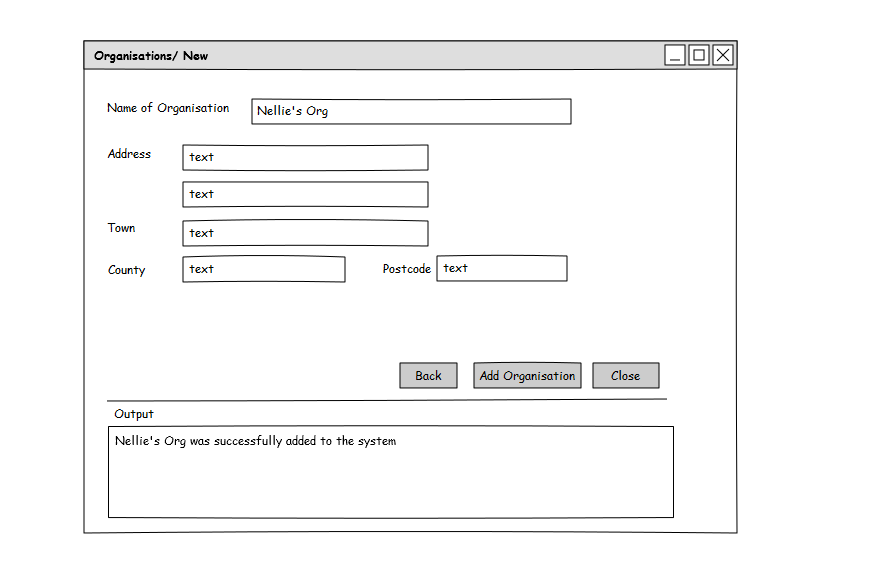 Organisations/ New
Name of Organisation Nellie's Org
Address text
text
Town text
County text Postcode text
Back Add Organisation Close
Output
Nellie's Org was successfully added to the system